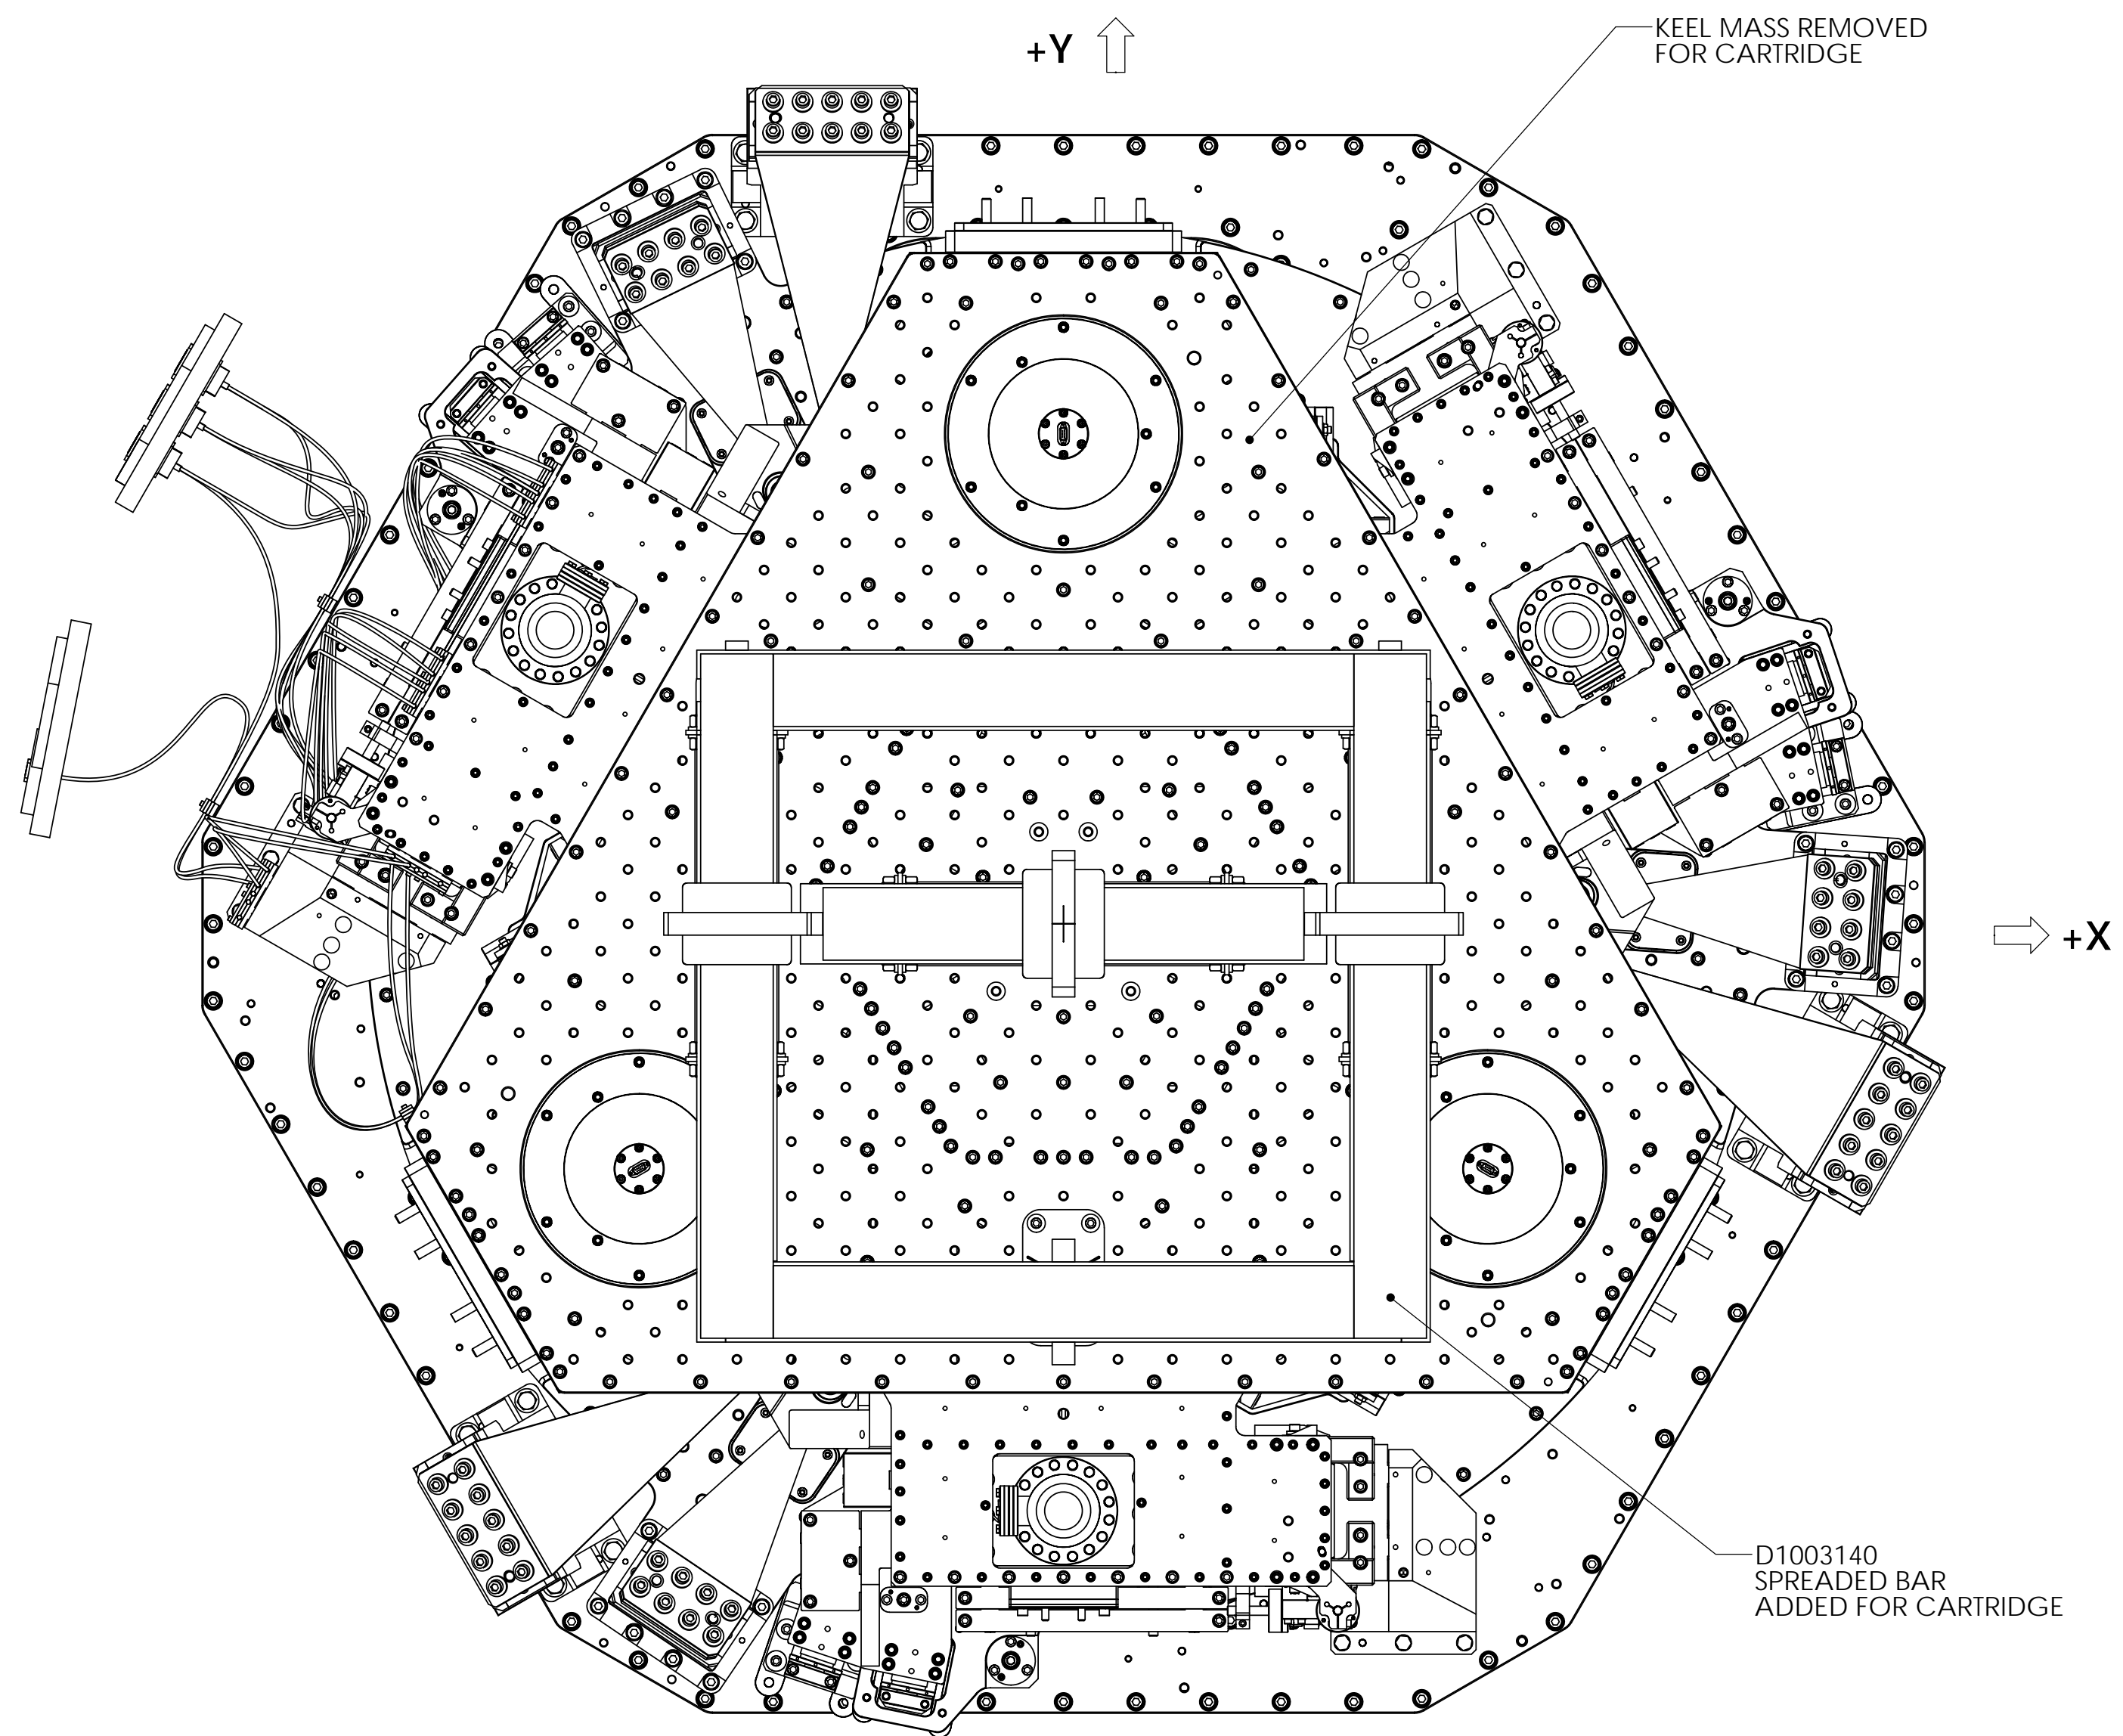 KEEL MASS REMOVED
FOR CARTRIDGE
+Y
+X
D1003140
SPREADED BAR
ADDED FOR CARTRIDGE